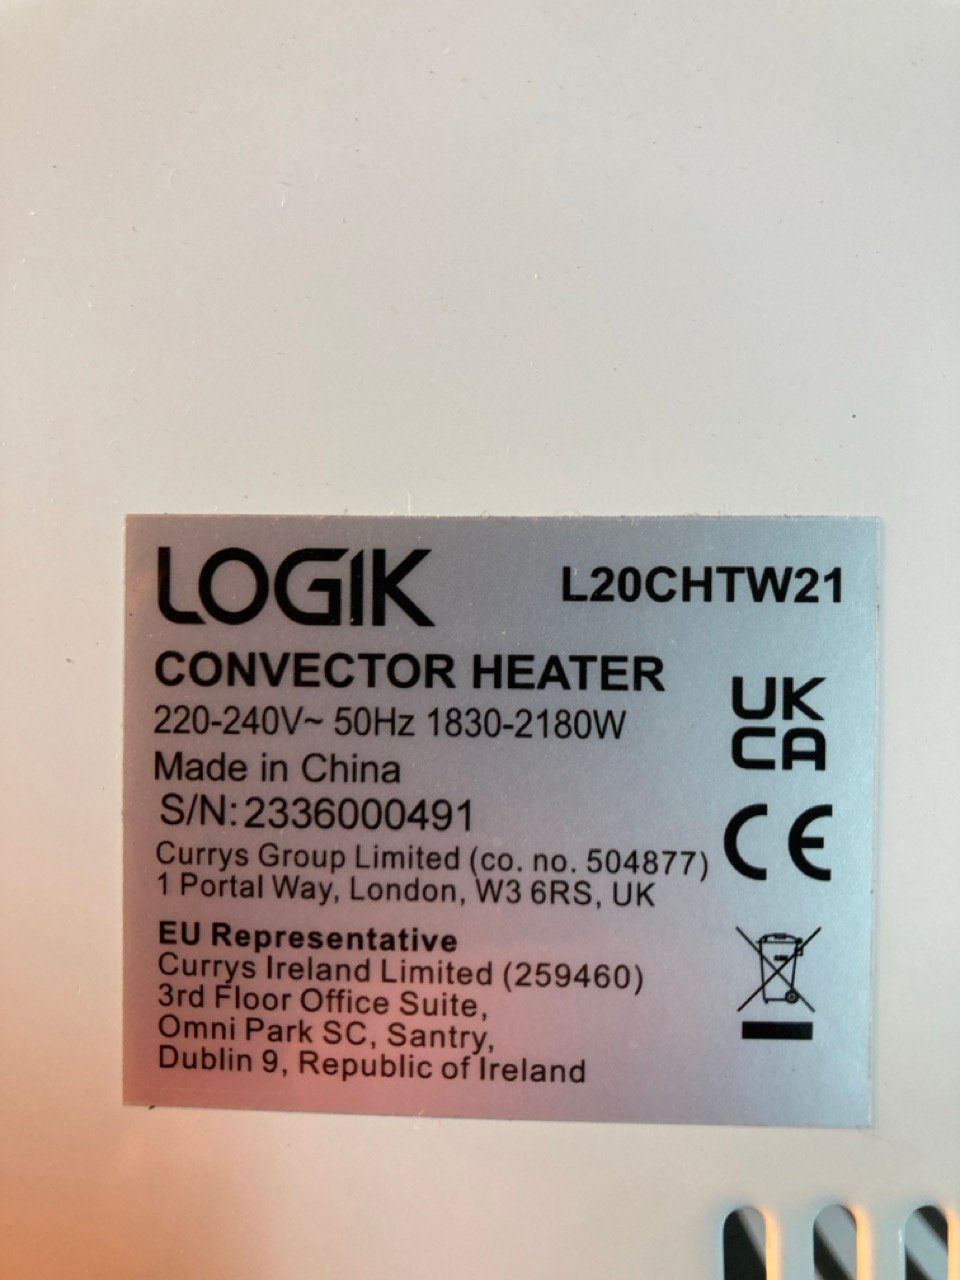 LOGIK L20CHTW21
CONVECTOR HEATER
220-240V~ 50Hz 1830-2180W
Made in China
S/N: 2336000491
Currys Group Limited (co. no. 504877)
1 Portal Way, London, W3 6RS, UK
EU Representative
Currys Ireland Limited (259460)
3rd Floor Office Suite,
Omni Park SC, Santry,
Dublin 9, Republic of Ireland
UK
CA
CE